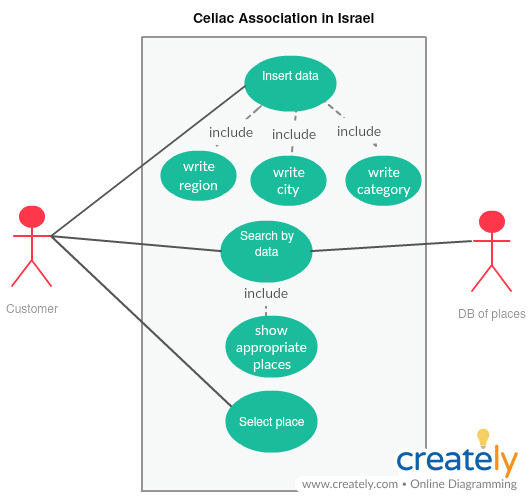 Celiac Association in Israel
Insert data
include
include
include
write
region
write
city
write
category
Search by
data
Customer
DB of places
include
show
appropriate
places
Select place
creately
www.creately.com • Online Diagramming